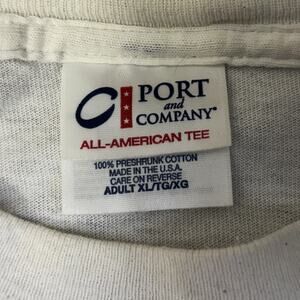 PORT
and
COMPANY®
ALL-AMERICAN TEE
100% PRESHRUNK COTTON
MADE IN THE U.S.A.
CARE ON REVERSE
ADULT XL/TG/XG